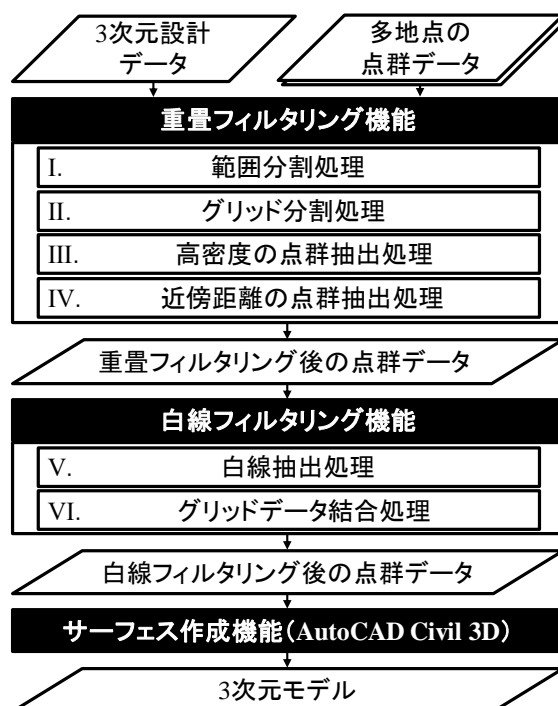 3次元設計
データ
多地点の
点群データ
重畳フィルタリング機能
I. 範囲分割処理
II. グリッド分割処理
III. 高密度の点群抽出処理
IV. 近傍距離の点群抽出処理
重畳フィルタリング後の点群データ
白線フィルタリング機能
V. 白線抽出処理
VI. グリッドデータ結合処理
白線フィルタリング後の点群データ
サーフェス作成機能(AutoCAD Civil 3D)
3次元モデル